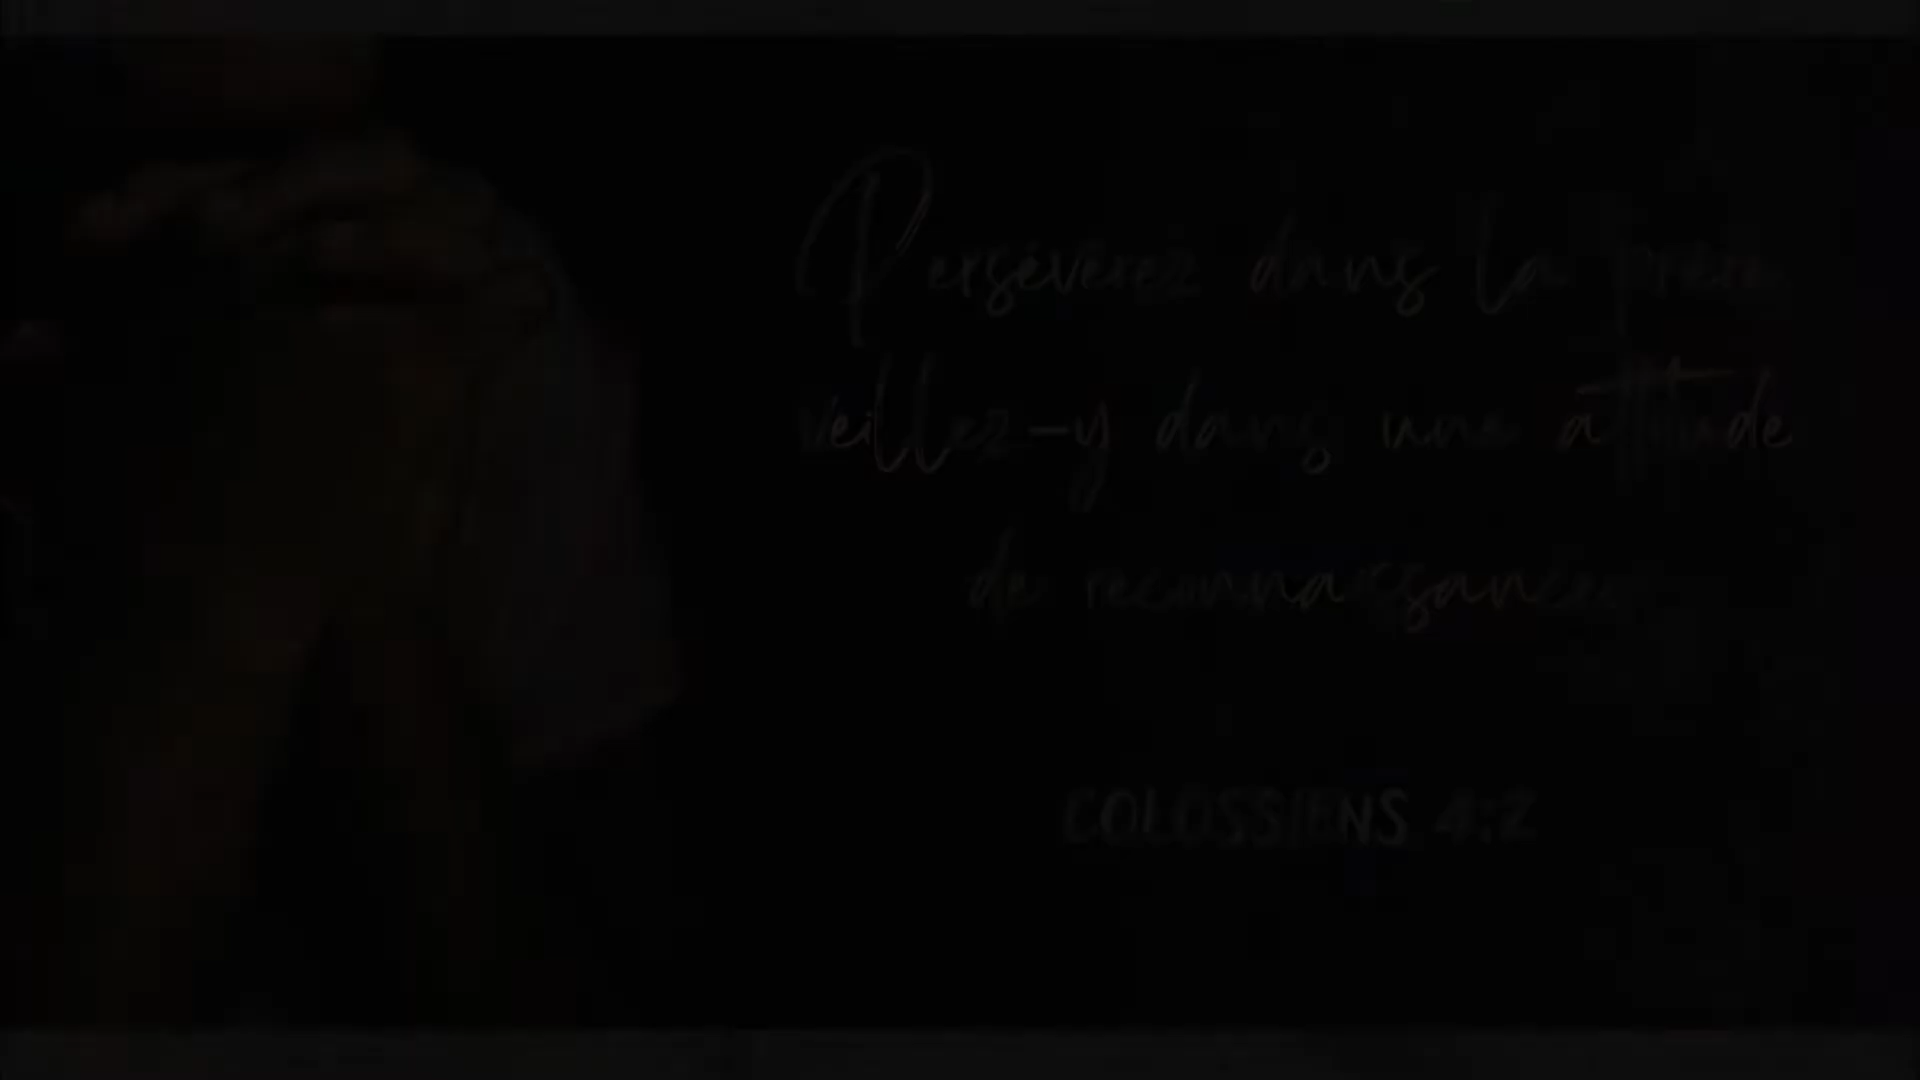 Persévérez dans la prière
veillez-y dans une attitude
de reconnaissance
COLOSSIENS 4:2